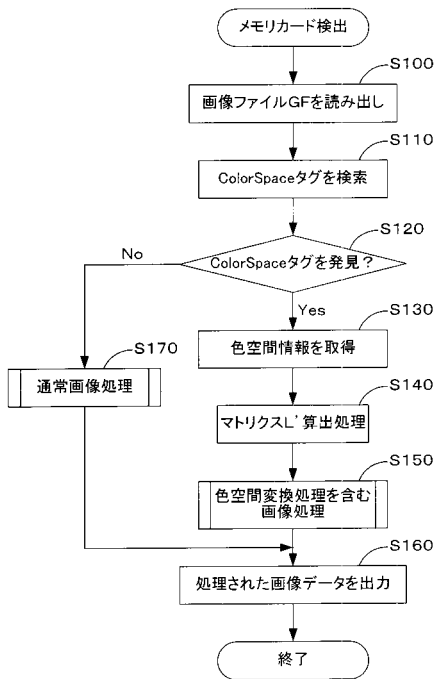 メモリカード検出
S100
画像ファイルGFを読み出し
S110
ColorSpaceタグを検索
S120
ColorSpaceタグを発見？
No
Yes
S130
色空間情報を取得
S170
通常画像処理
S140
マトリクスL'算出処理
S150
色空間変換処理を含む
画像処理
S160
処理された画像データを出力
終了